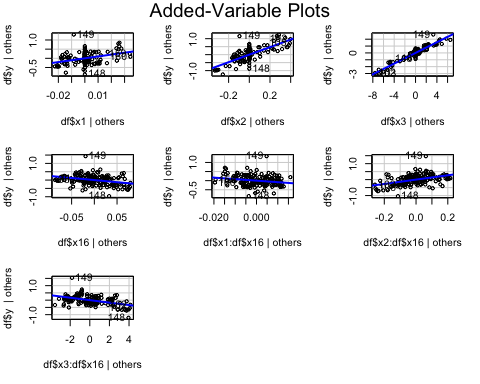 Added-Variable Plots
df$y | others
1.0
-0.5
149
148
-0.02 0.01
df$x1 | others
df$y | others
1.0
-1.0
148
-0.2 0.2
df$x2 | others
df$y | others
0
-3
149
-8 -4 0 4
df$x3 | others
df$y | others
1.0
-1.0
149
148
-0.05 0.05
df$x16 | others
df$y | others
1.0
-0.5
149
-0.020 0.000
df$x1:df$x16 | others
df$y | others
1.0
-1.0
149
148
-0.2 0.0 0.2
df$x2:df$x16 | others
df$y | others
1.0
-1.0
149
148
-2 0 2 4
df$x3:df$x16 | others